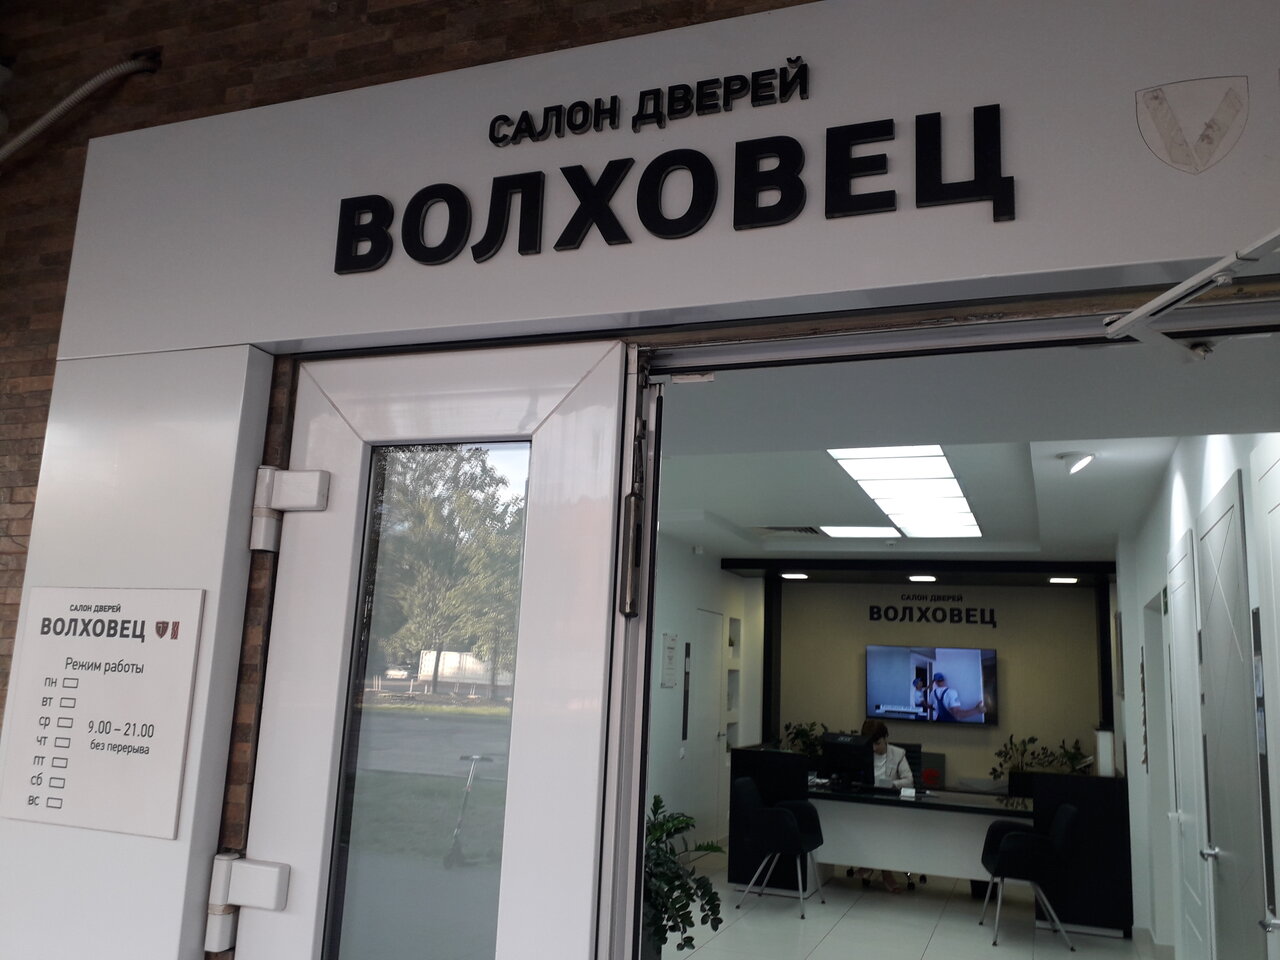 САЛОН ДВЕРЕЙ
ВОЛХОВЕЦ
САЛОН ДВЕРЕЙ
ВОЛХОВЕЦ
Режим работы
пн
вт
ср
чт
пт
сб
вс
9.00 – 21.00
без перерыва
САЛОН ДВЕРЕЙ
ВОЛХОВЕЦ